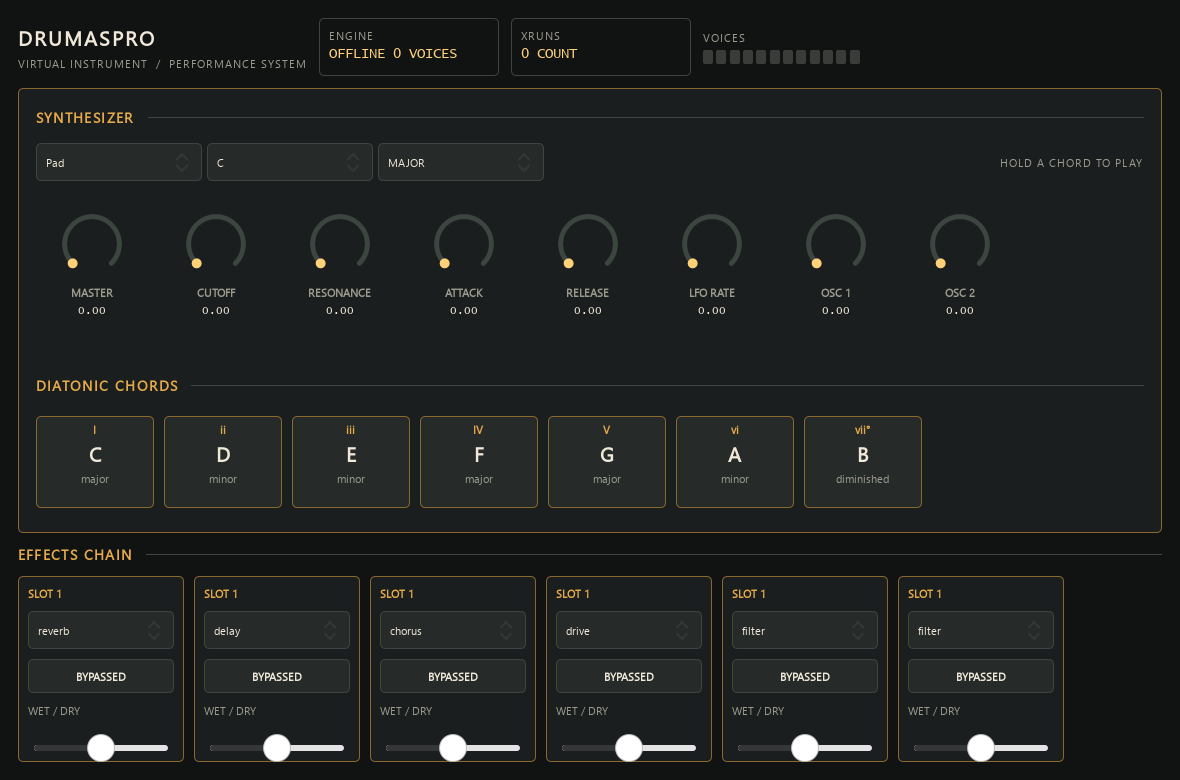 DRUMASPRO
VIRTUAL INSTRUMENT / PERFORMANCE SYSTEM
ENGINE
OFFLINE 0 VOICES
XRUNS
0 COUNT
VOICES
SYNTHESIZER
Pad
C
MAJOR
HOLD A CHORD TO PLAY
MASTER
0.00
CUTOFF
0.00
RESONANCE
0.00
ATTACK
0.00
RELEASE
0.00
LFO RATE
0.00
OSC 1
0.00
OSC 2
0.00
DIATONIC CHORDS
I
C
major
ii
D
minor
iii
E
minor
IV
F
major
V
G
major
vi
A
minor
vii°
B
diminished
EFFECTS CHAIN
SLOT 1
reverb
BYPASSED
WET / DRY
SLOT 1
delay
BYPASSED
WET / DRY
SLOT 1
chorus
BYPASSED
WET / DRY
SLOT 1
drive
BYPASSED
WET / DRY
SLOT 1
filter
BYPASSED
WET / DRY
SLOT 1
filter
BYPASSED
WET / DRY